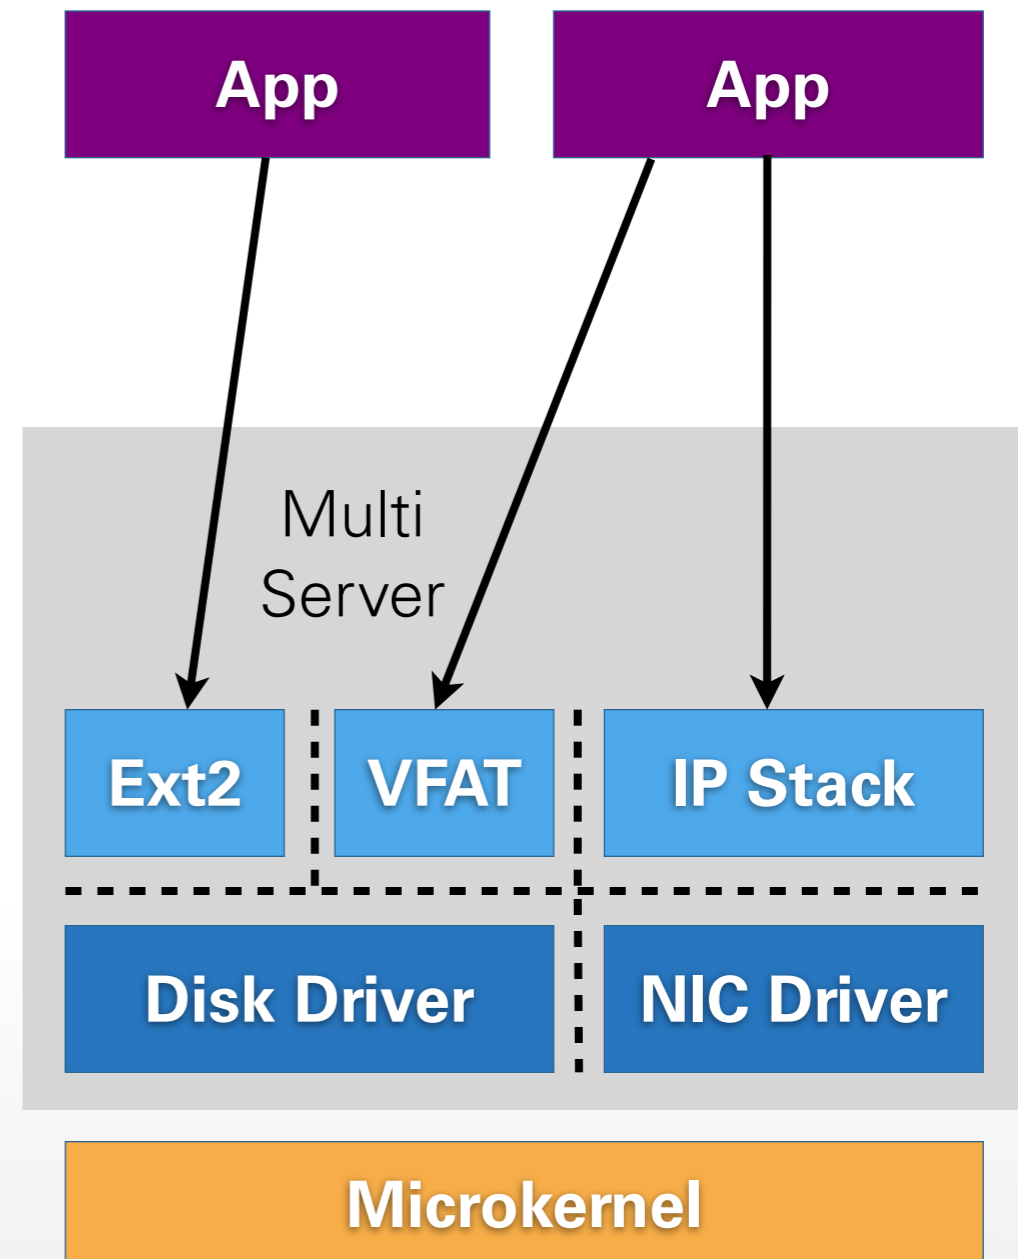 App
App
Multi
Server
Ext2
VFAT
IP Stack
Disk Driver
NIC Driver
Microkernel